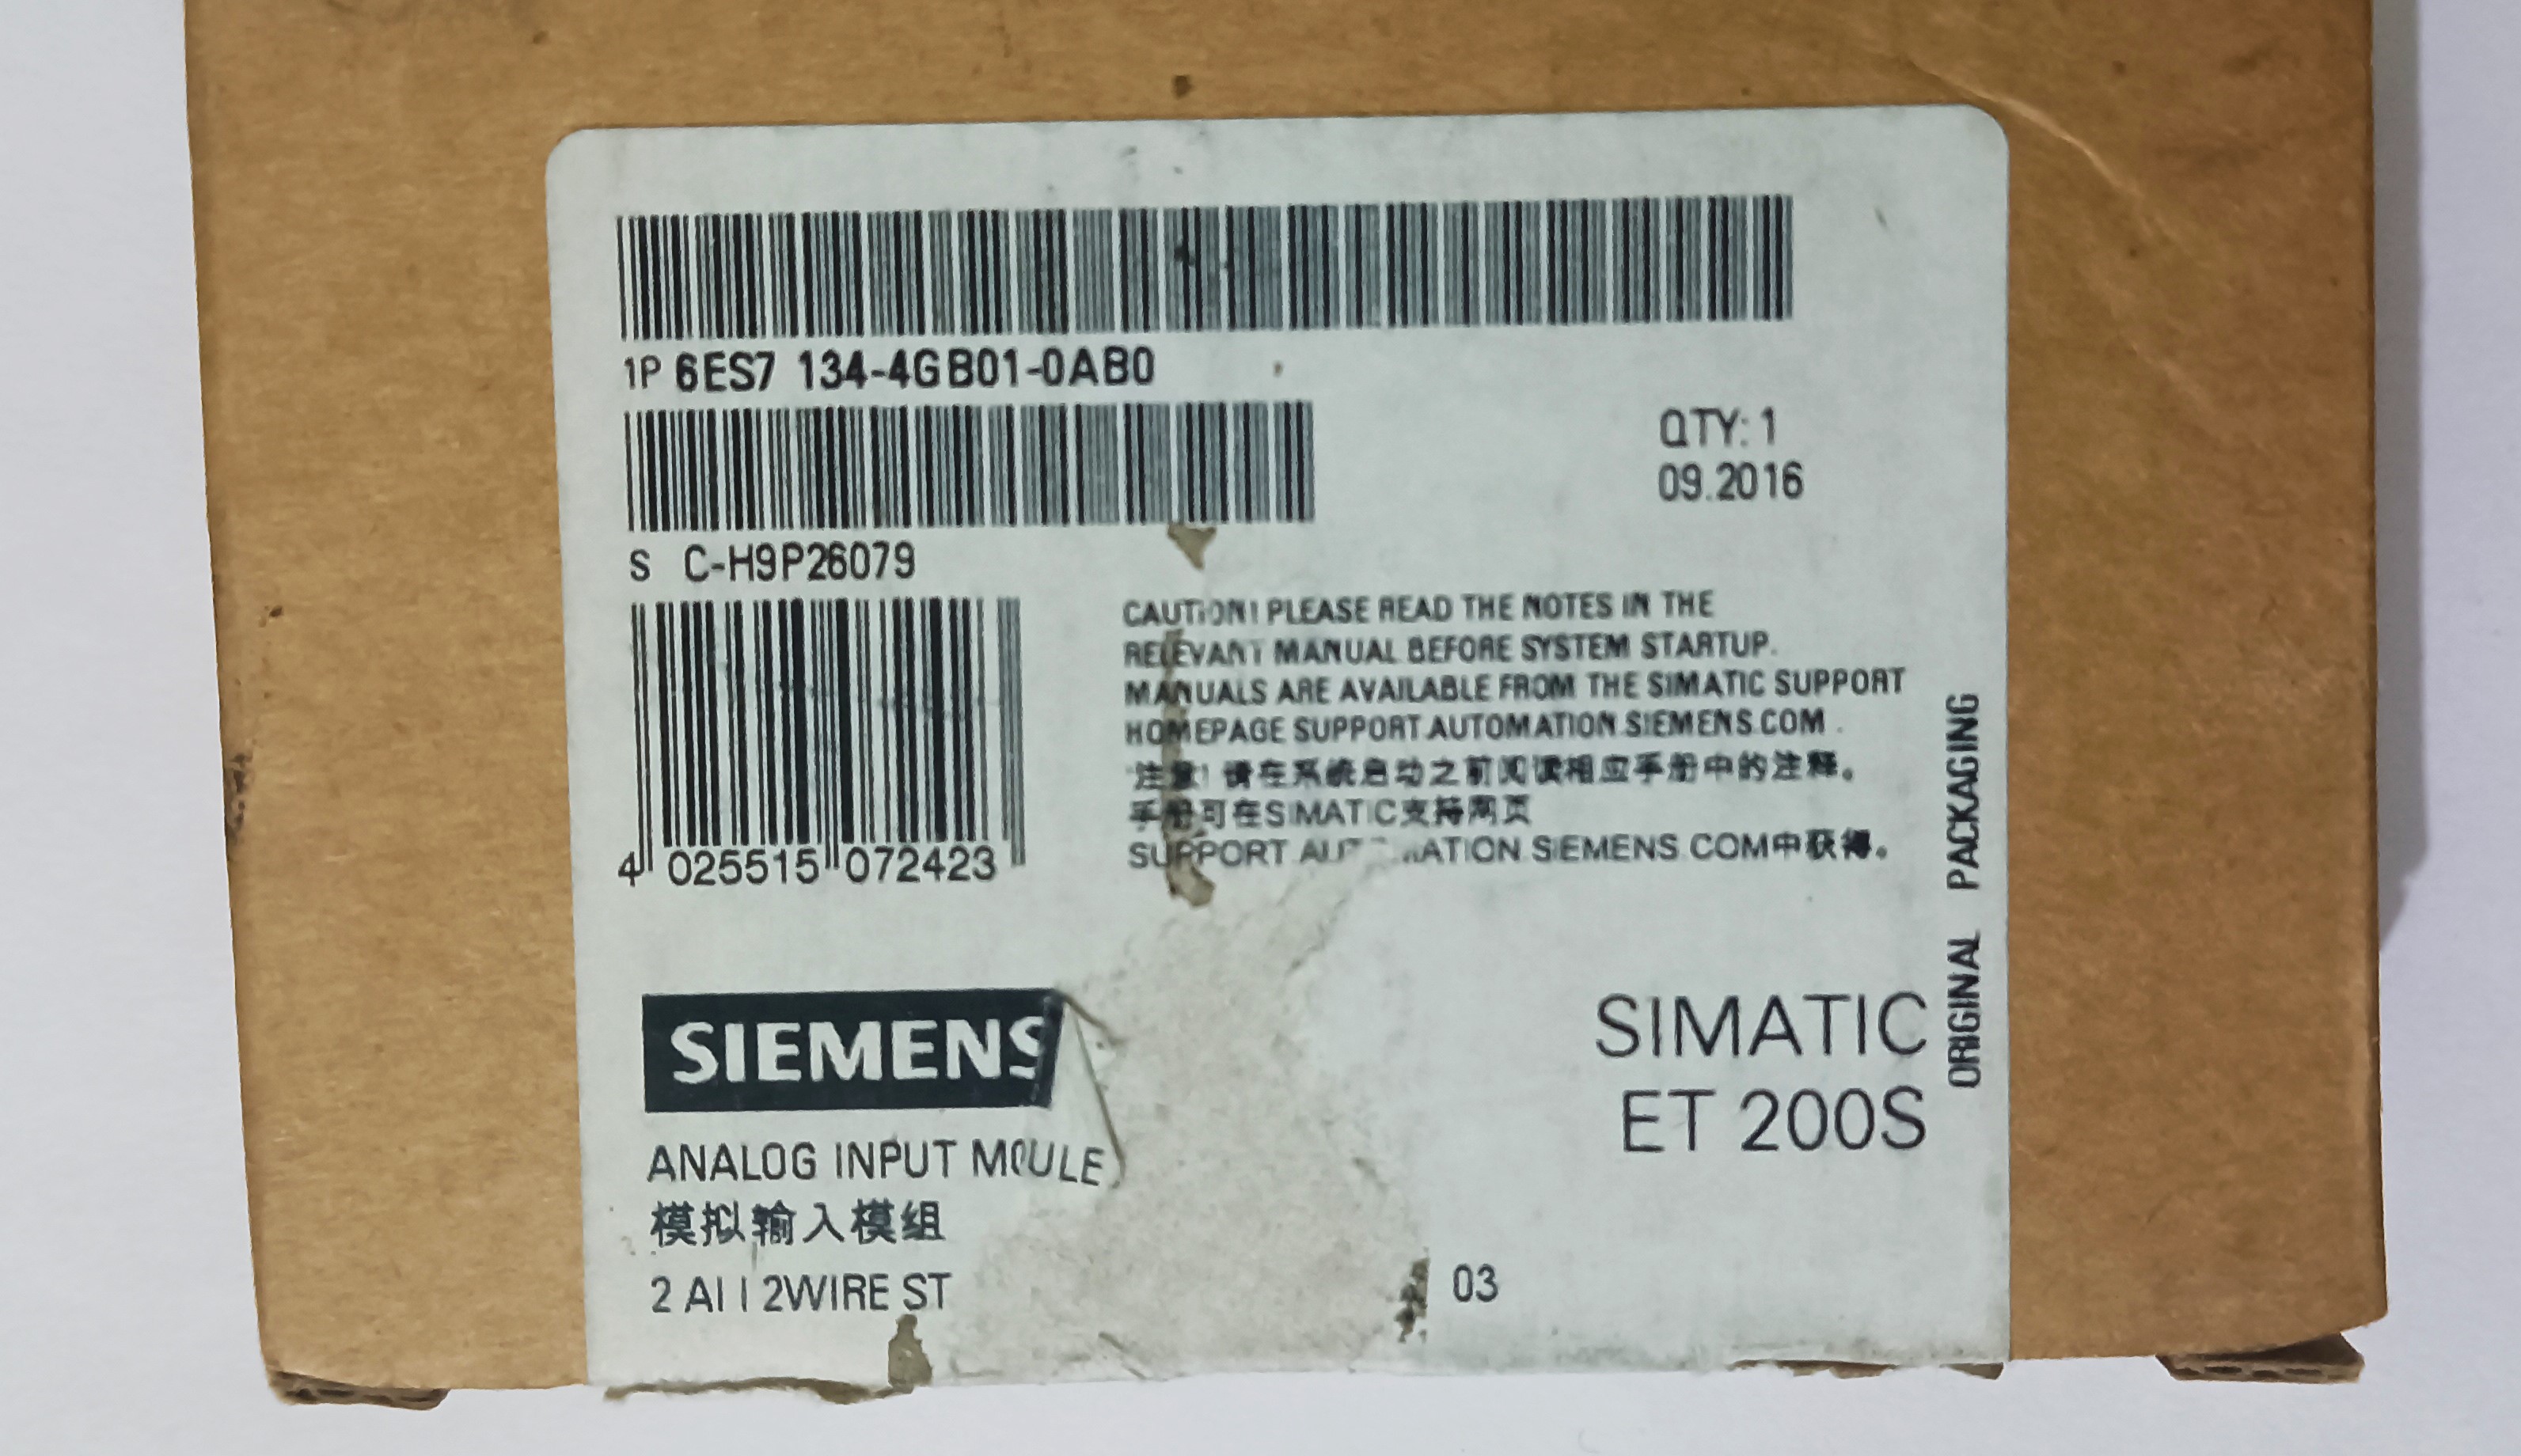 1P 6ES7 134-4GB01-0AB0
QTY: 1
09.2016
S C-H9P26079
4 025515 072423
CAUTION! PLEASE READ THE NOTES IN THE
RELEVANT MANUAL BEFORE SYSTEM STARTUP.
MANUALS ARE AVAILABLE FROM THE SIMATIC SUPPORT
HOMEPAGE SUPPORT.AUTOMATION.SIEMENS.COM .
注意! 请在系统启动之前阅读相应手册中的注释。
手册可在SIMATIC支持网页
SUPPORT SIEMENS.COM中获得。
ORIGINAL PACKAGING
SIEMENS
SIMATIC
ET 200S
ANALOG INPUT
模拟输入模组
2 AI I 2WIRE ST
03